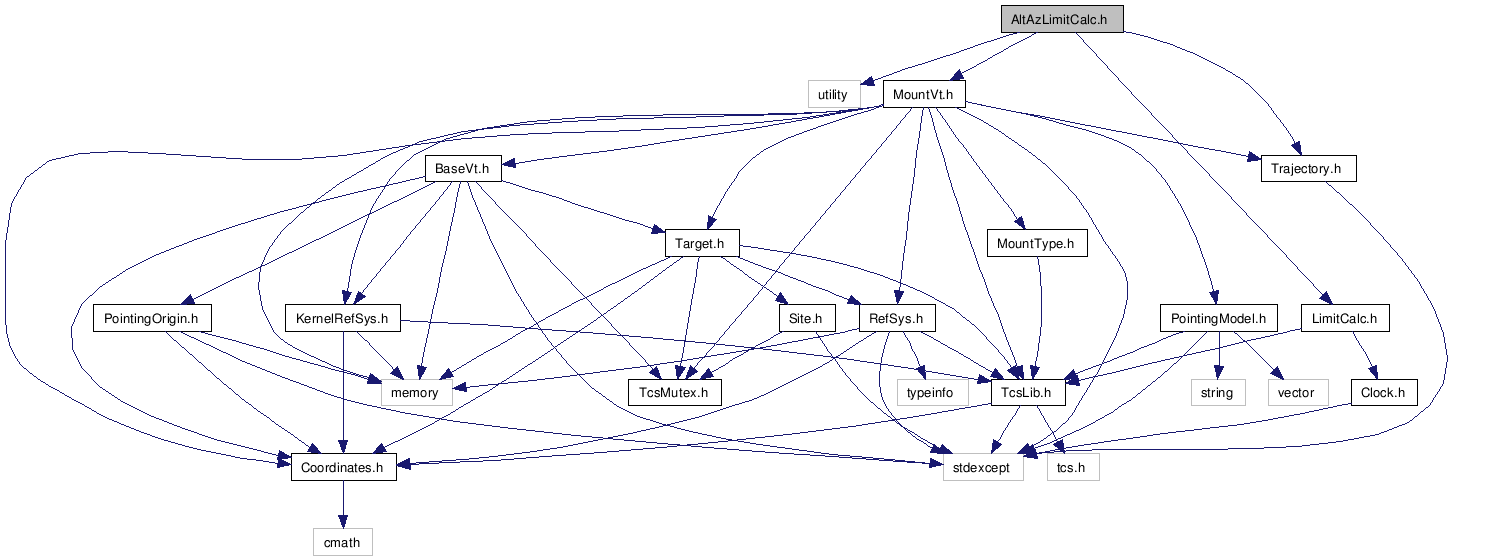 AltAzLimitCalc.h
utility
MountVt.h
BaseVt.h
Trajectory.h
Target.h
MountType.h
PointingOrigin.h
KernelRefSys.h
Site.h
RefSys.h
PointingModel.h
LimitCalc.h
memory
TcsMutex.h
typeinfo
TcsLib.h
string
vector
Clock.h
Coordinates.h
stdexcept
tcs.h
cmath